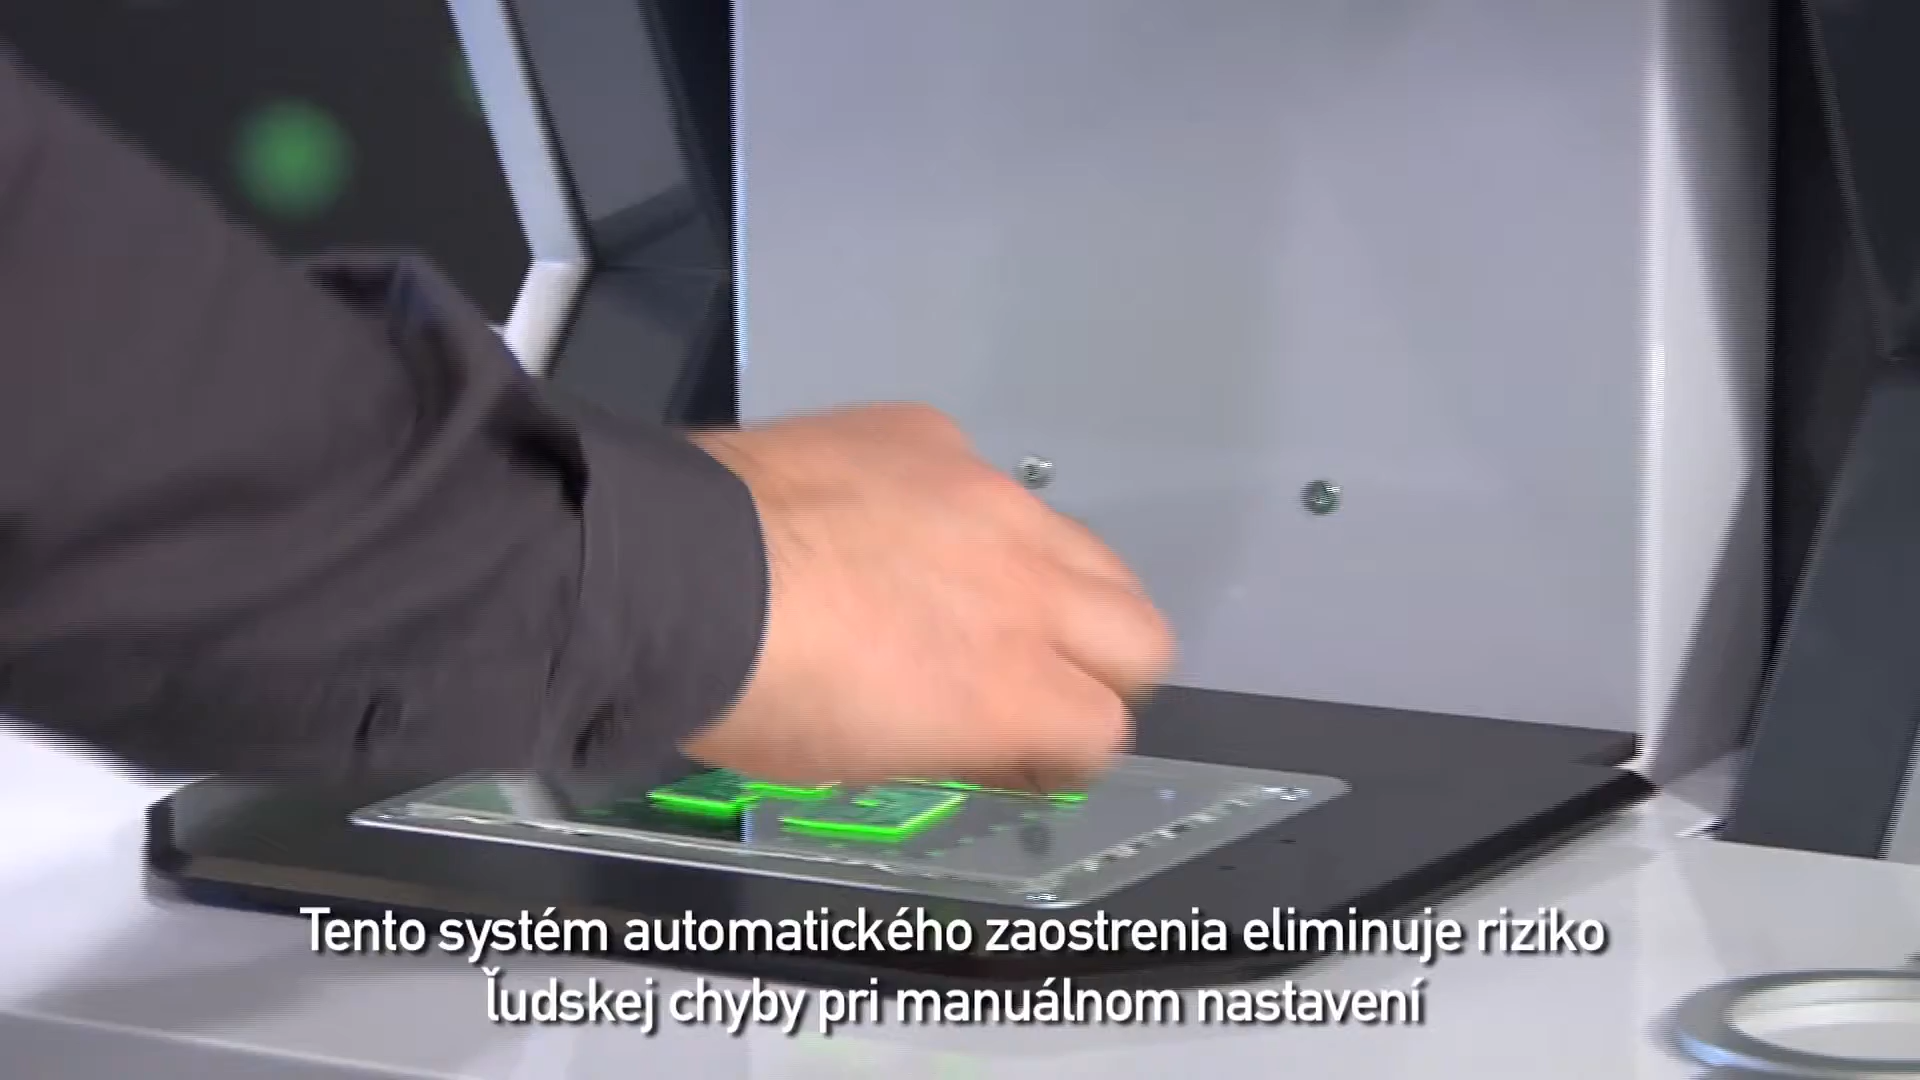 Tento systém automatického zaostrenia eliminuje riziko
ľudskej chyby pri manuálnom nastavení